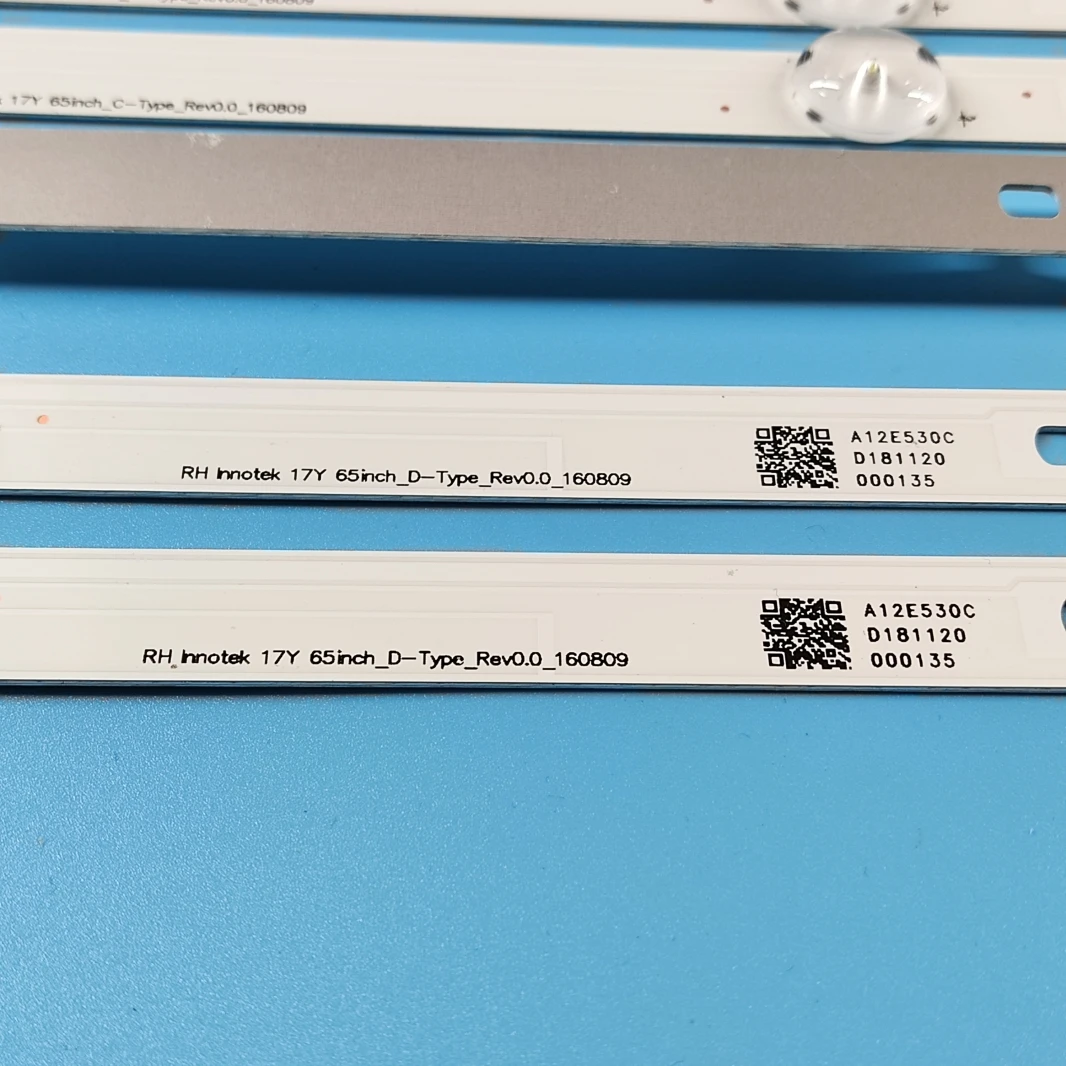 17Y 65inch_C-Type_Rev0.0_160809
RH Innotek 17Y 65inch_D-Type_Rev0.0_160809
A12E530C
D181120
000135
RH Innotek 17Y 65inch_D-Type_Rev0.0_160809
A12E530C
D181120
000135